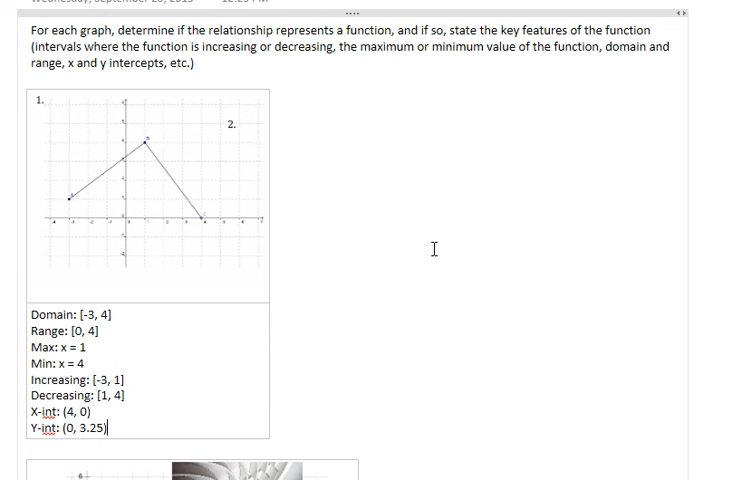 For each graph, determine if the relationship represents a function, and if so, state the key features of the function
(intervals where the function is increasing or decreasing, the maximum or minimum value of the function, domain and
range, x and y intercepts, etc.)
1.
2.
Domain: [-3, 4]
Range: [0, 4]
Max: x = 1
Min: x = 4
Increasing: [-3, 1]
Decreasing: [1, 4]
X-int: (4, 0)
Y-int: (0, 3.25)